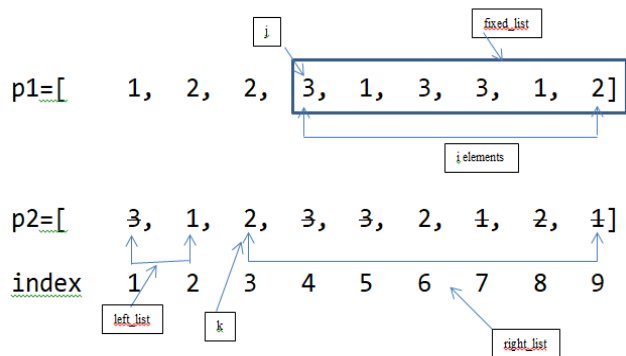 fixed_list
j
p1=[ 1, 2, 2, 3, 1, 3, 3, 1, 2]
i elements
p2=[ 3, 1, 2, 3, 3, 2, 1, 2, 1]
index 1 2 3 4 5 6 7 8 9
left_list
k
right_list